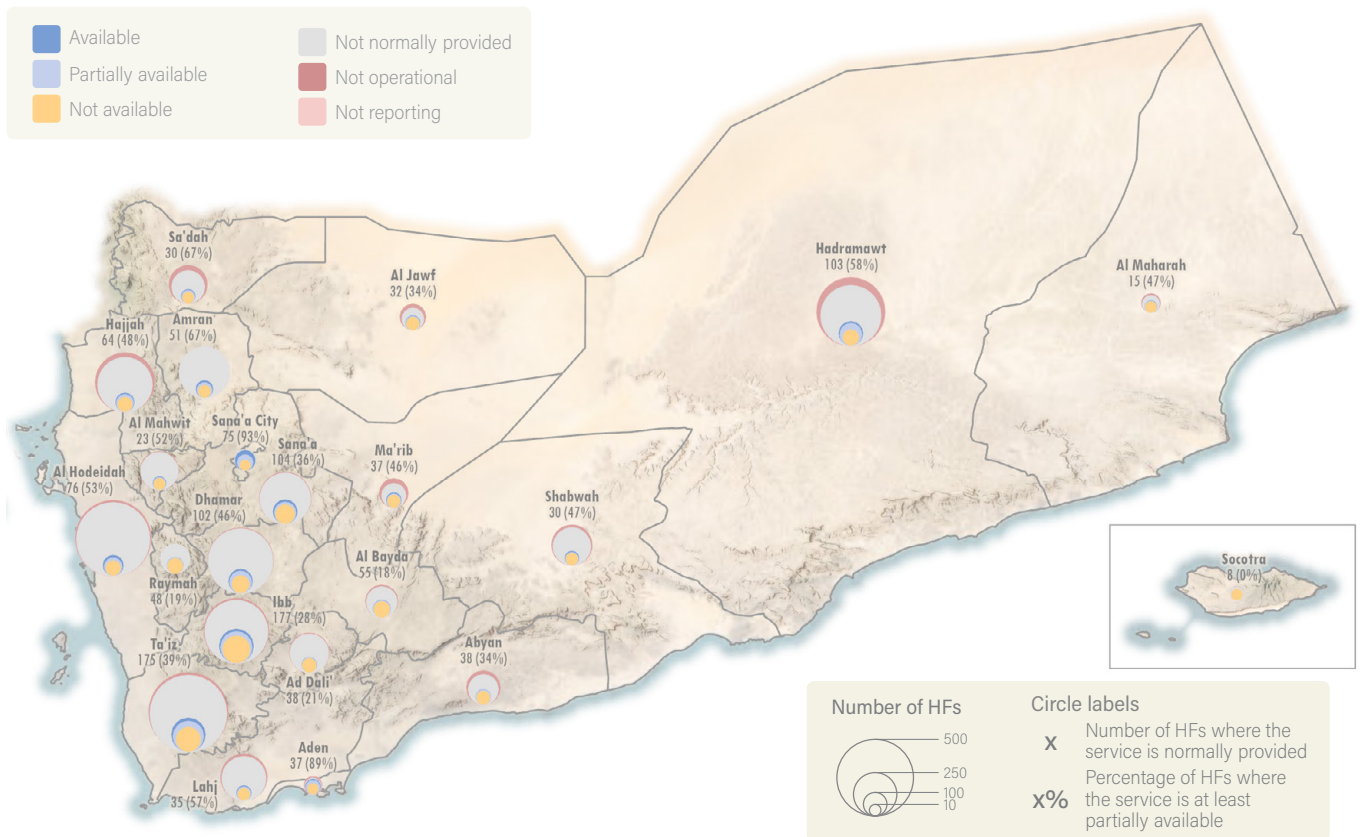 Available
Partially available
Not available
Not normally provided
Not operational
Not reporting
Sa'dah
30 (67%)
Al Jawf
32 (34%)
Hadramawt
103 (58%)
Al Maharah
15 (47%)
Hajjah
64 (48%)
Amran
51 (67%)
Al Mahwit
23 (52%)
Sana'a City
75 (93%)
Sana'a
104 (36%)
Ma'rib
37 (46%)
Al Hodeidah
76 (53%)
Dhamar
102 (46%)
Shabwah
30 (47%)
Al Bayda
55 (18%)
Raymah
48 (19%)
Ibb
177 (28%)
Socotra
8 (0%)
Ta'iz
175 (39%)
Ad Dali'
38 (21%)
Abyan
38 (34%)
Aden
37 (89%)
Lahj
35 (57%)
Number of HFs
500
250
100
10
Circle labels
x
Number of HFs where the
service is normally provided
x%
Percentage of HFs where
the service is at least
partially available